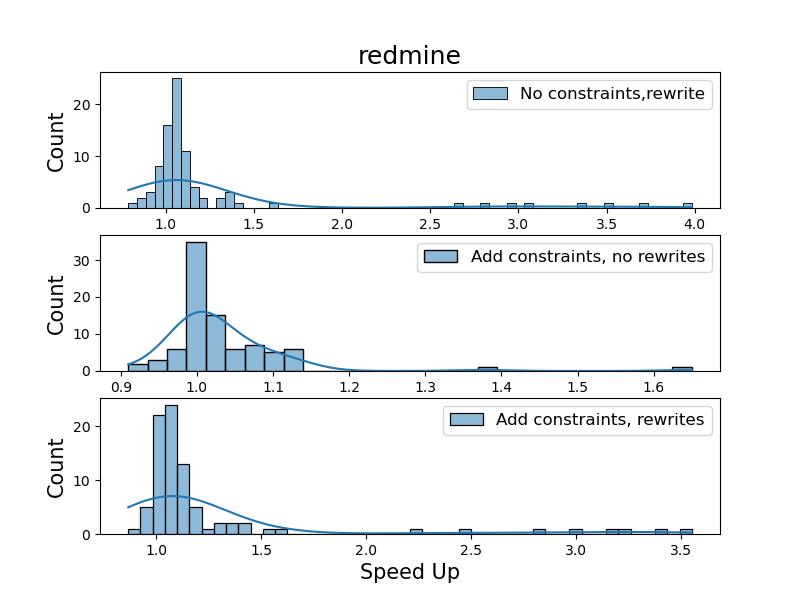 redmine
No constraints,rewrite
Count
20
10
0
1.0 1.5 2.0 2.5 3.0 3.5 4.0
Add constraints, no rewrites
Count
30
20
10
0
0.9 1.0 1.1 1.2 1.3 1.4 1.5 1.6
Add constraints, rewrites
Count
20
10
0
1.0 1.5 2.0 2.5 3.0 3.5
Speed Up